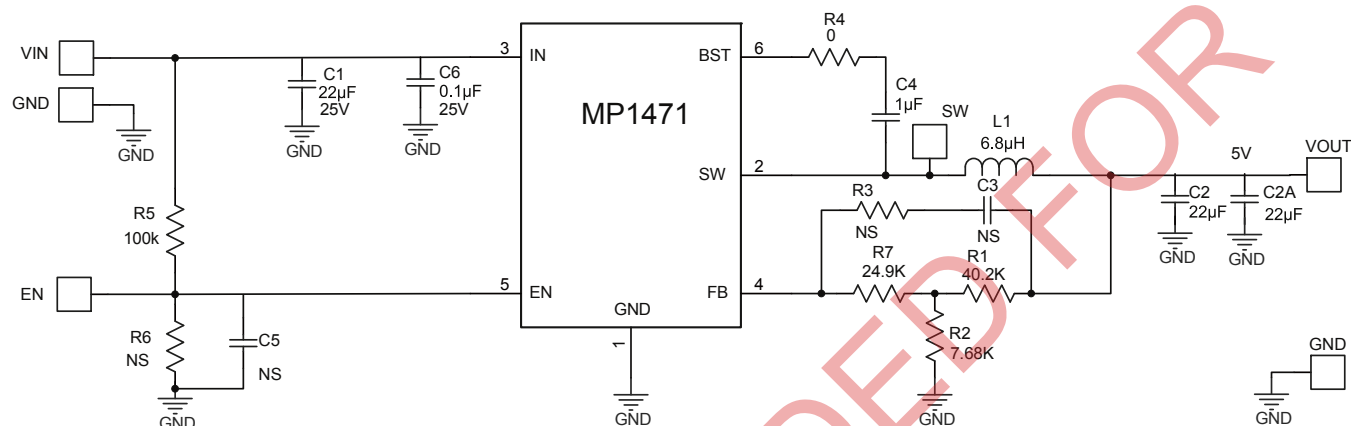 VIN
GND
GND
R5
100k
EN
R6
NS
GND
C5
NS
C1
22µF
25V
GND
C6
0.1µF
25V
GND
3
IN
5
EN
MP1471
GND
1
GND
BST
6
SW
2
FB
4
R4
0
C4
1µF
SW
L1
6.8µH
R3
NS
C3
NS
R7
24.9K
R1
40.2K
R2
7.68K
GND
5V
VOUT
C2
22µF
GND
C2A
22µF
GND
GND
GND
DED FOR